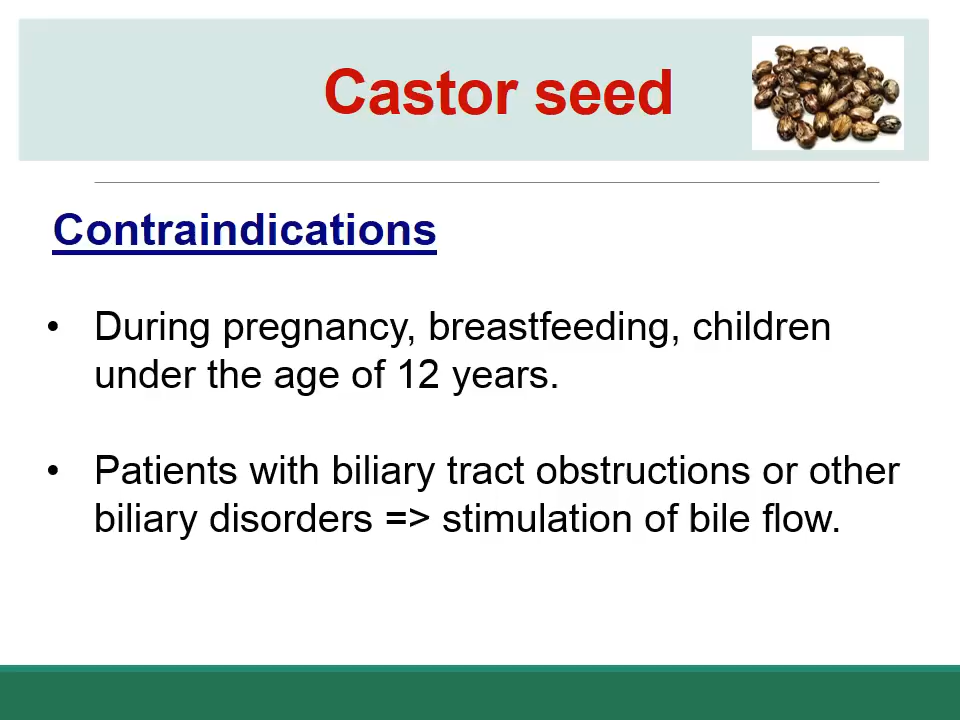 Castor seed
Contraindications
• During pregnancy, breastfeeding, children
under the age of 12 years.
• Patients with biliary tract obstructions or other
biliary disorders => stimulation of bile flow.